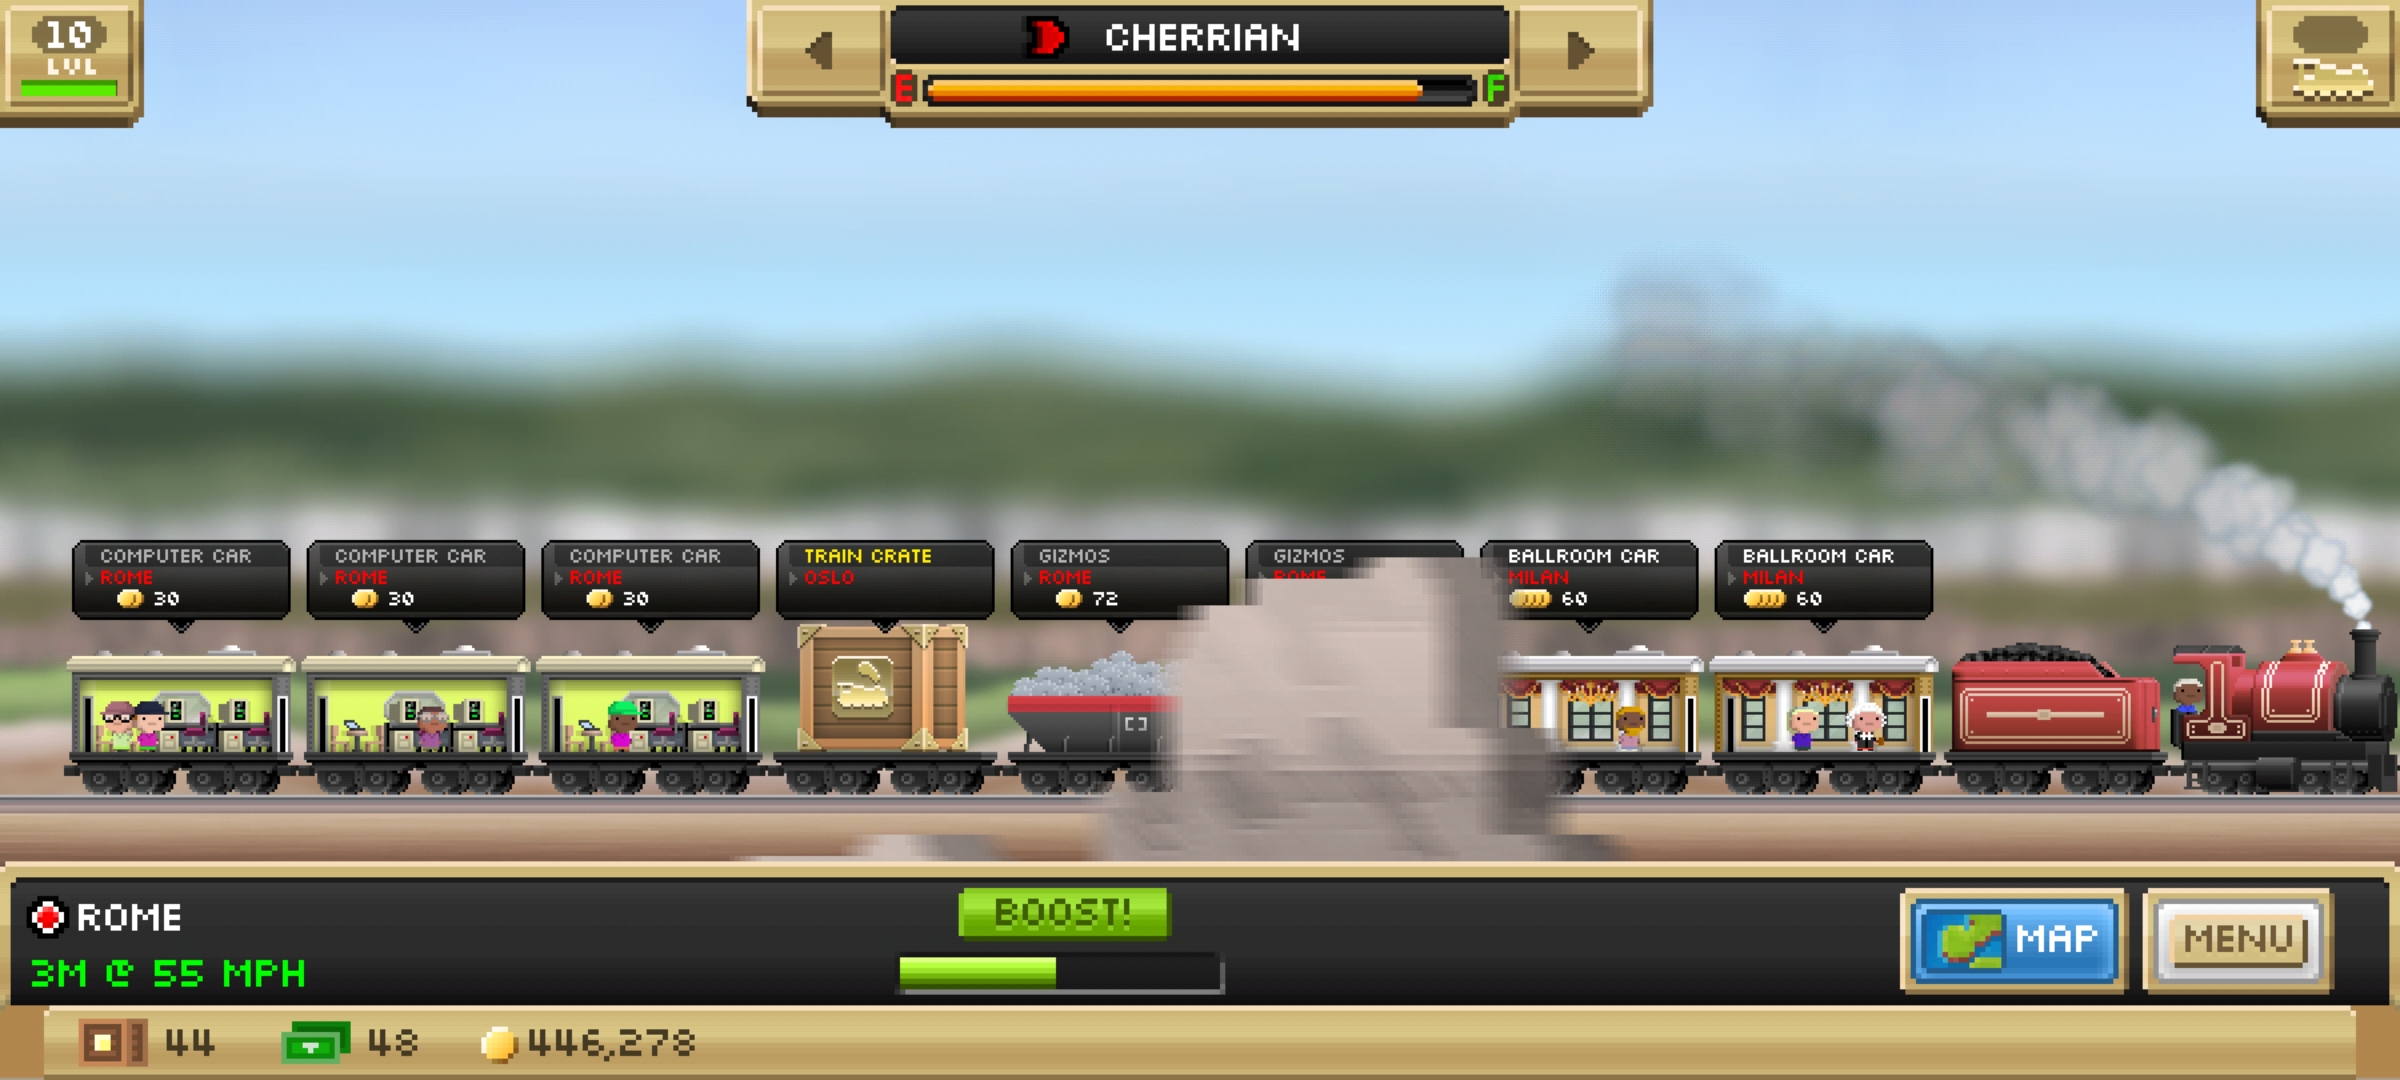 10
LVL
CHERRIAN
E
F
COMPUTER CAR
ROME
30
COMPUTER CAR
ROME
30
COMPUTER CAR
ROME
30
TRAIN CRATE
OSLO
GIZMOS
ROME
72
GIZMOS
ROME
BALLROOM CAR
MILAN
60
BALLROOM CAR
MILAN
60
ROME
3M @ 55 MPH
BOOST!
MAP
MENU
44
48
446,278